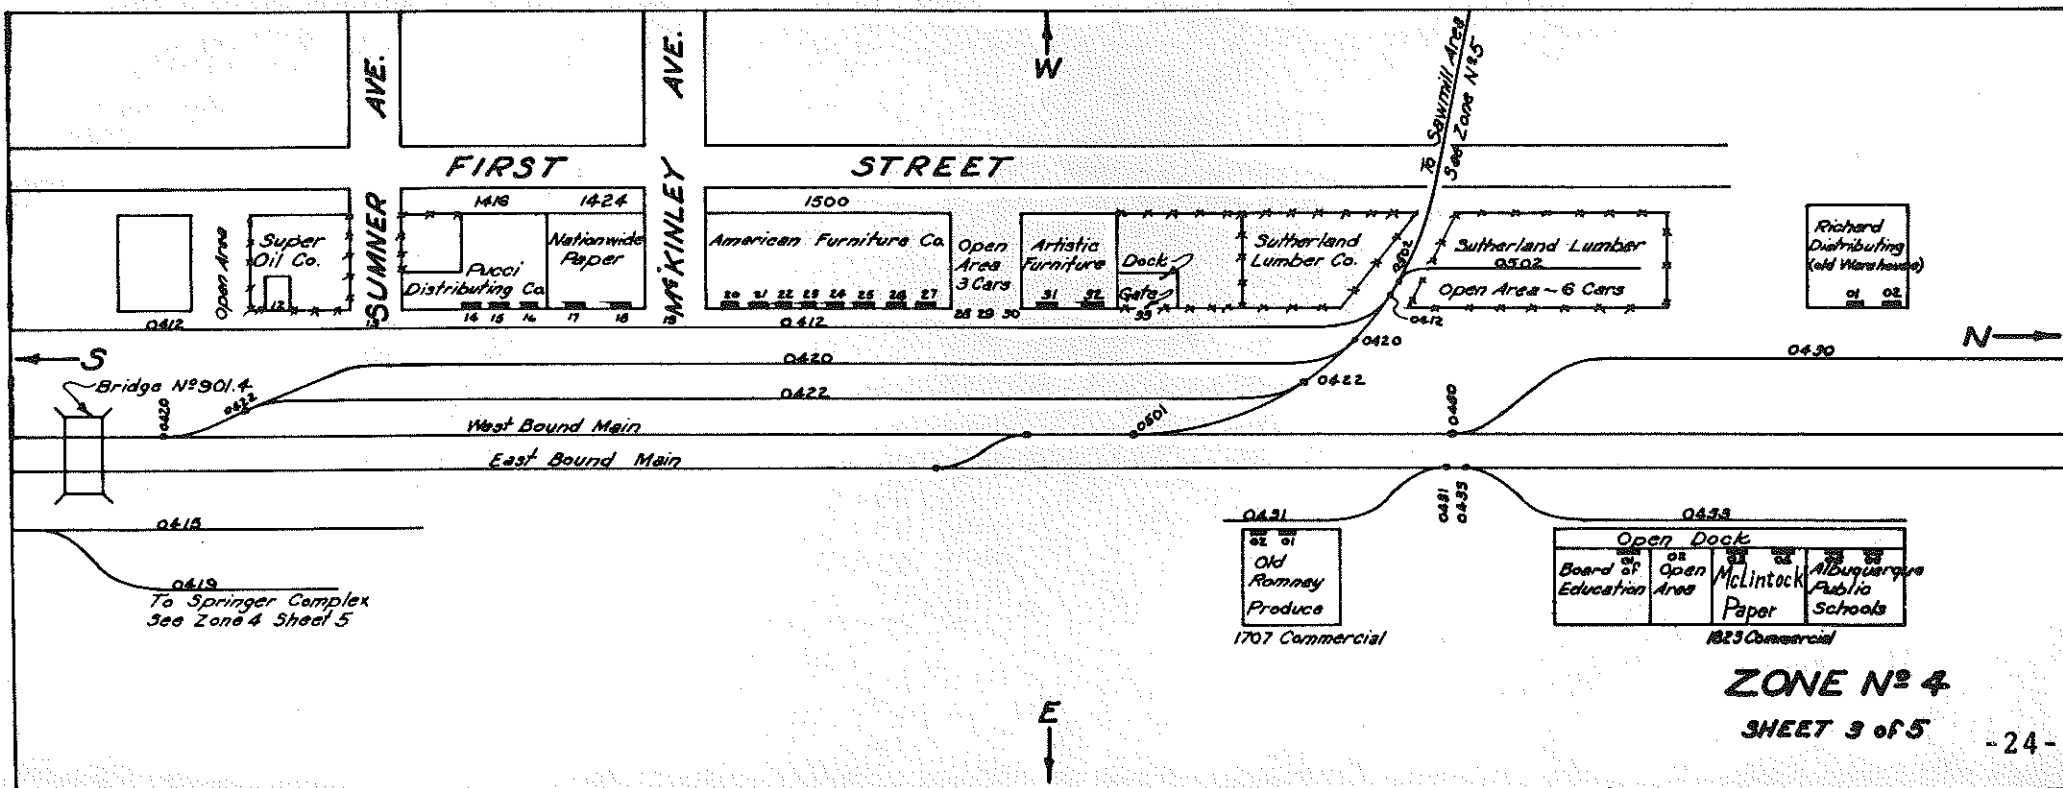 W
AVE.
AVE.
To Sawmill Area
See Zone Nº 5
FIRST
STREET
SUMNER
McKINLEY
1416
1424
1500
Open Area
Super
Oil Co.
12
Pucci
Distributing Co.
Nationwide
Paper
American Furniture Co.
Open
Area
3 Cars
Artistic
Furniture
Dock
Gate
Sutherland
Lumber Co.
0502
Sutherland Lumber
0502
Open Area ~ 6 Cars
Richard
Distributing
(old Warehouse)
01 02
20 21 22 23 24 25 26 27
31 32
0412
13
14 15 16 17 18
19
0412
28 29 30
33
0412
0420
N
S
Bridge Nº 901.4
0420
0430
0420
0422
0422
0422
0501
0430
West Bound Main
East Bound Main
0415
0431
0433
0431
0433
02 01
Old
Romney
Produce
1707 Commercial
Open Dock
01 02
Board of
Education
Open
Area
McLintock
Paper
Albuquerque
Public
Schools
1823 Commercial
0419
To Springer Complex
See Zone 4 Sheet 5
ZONE Nº 4
SHEET 3 of 5
-24-
E